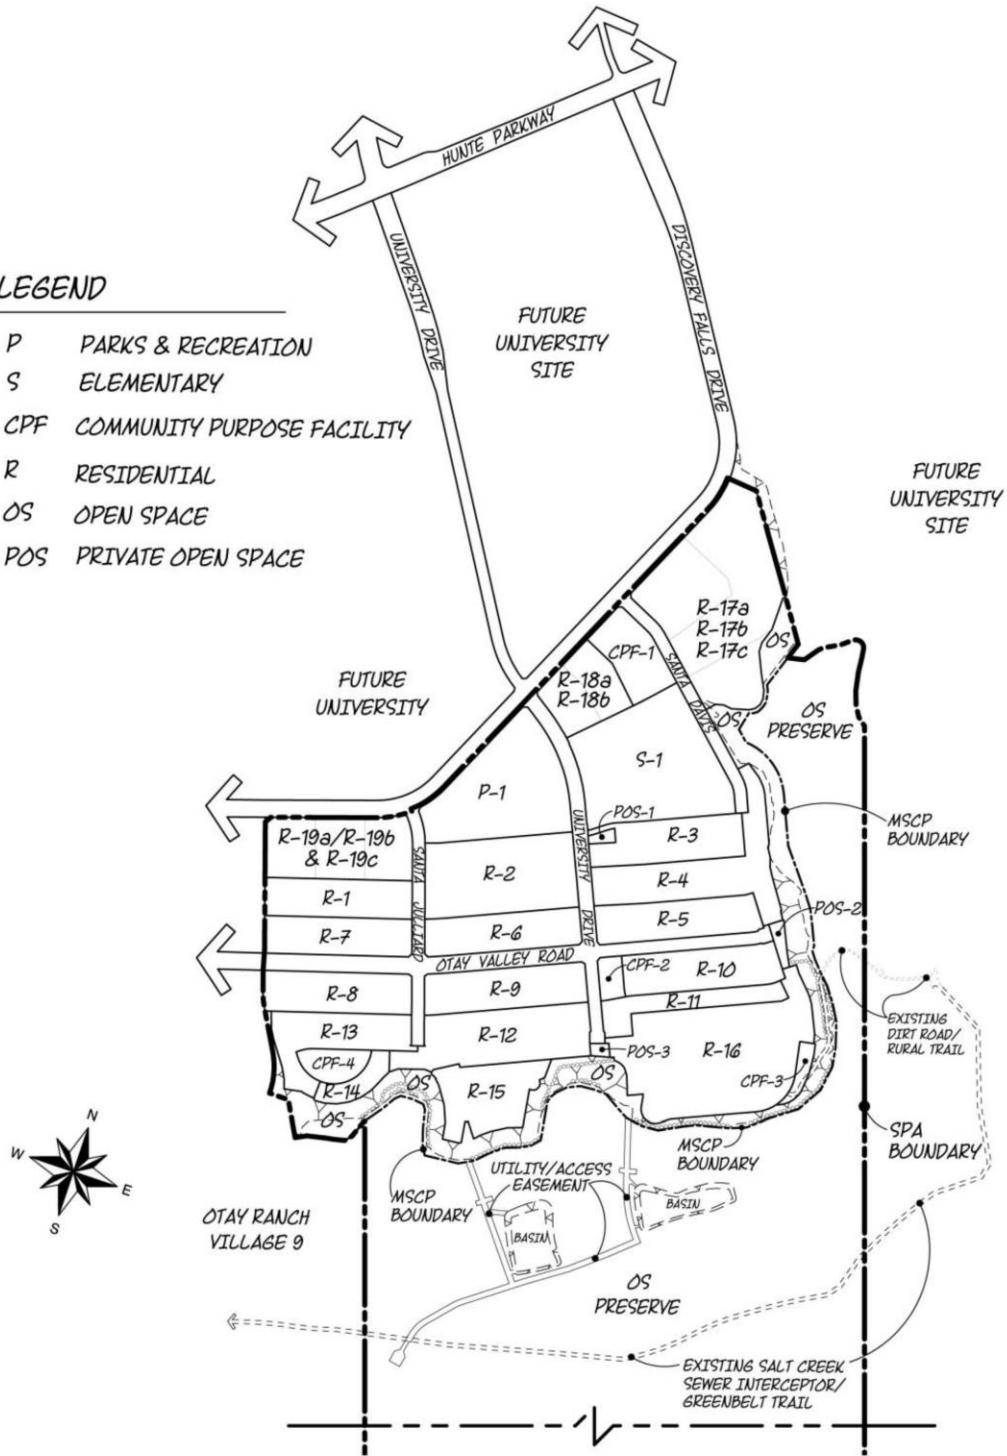 HUNTE PARKWAY
UNIVERSITY DRIVE
DISCOVERY FALLS DRIVE
LEGEND
P PARKS & RECREATION
S ELEMENTARY
CPF COMMUNITY PURPOSE FACILITY
R RESIDENTIAL
OS OPEN SPACE
POS PRIVATE OPEN SPACE
FUTURE
UNIVERSITY
SITE
FUTURE
UNIVERSITY
SITE
FUTURE
UNIVERSITY
R-17a
R-17b
R-17c
OS
CPF-1
SANTA DAVIS
R-18a
R-18b
OS
OS
PRESERVE
S-1
P-1
POS-1
MSCP
BOUNDARY
R-19a/R-19b
& R-19c
SANTA JULLYARD
UNIVERSITY DRIVE
R-3
R-2
R-4
R-1
R-5
POS-2
R-7
R-6
OTAY VALLEY ROAD
CPF-2
R-10
R-8
R-9
R-11
EXISTING
DIRT ROAD/
RURAL TRAIL
R-13
R-12
POS-3
R-16
CPF-4
CPF-3
R-14
OS
R-15
OS
OS
SPA
BOUNDARY
MSCP
BOUNDARY
N
W
E
S
UTILITY/ACCESS
EASEMENT
MSCP
BOUNDARY
BASIN
BASIN
OTAY RANCH
VILLAGE 9
OS
PRESERVE
EXISTING SALT CREEK
SEWER INTERCEPTOR/
GREENBELT TRAIL